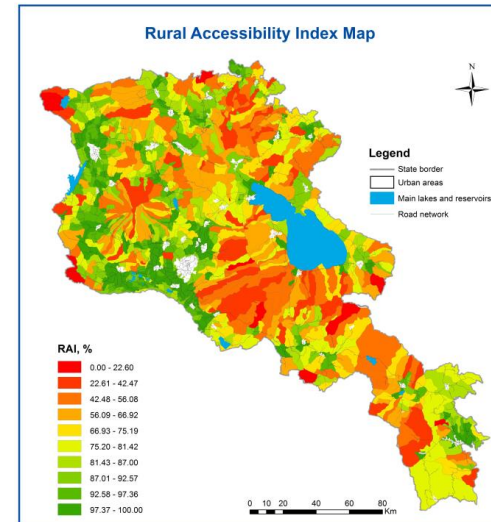 Rural Accessibility Index Map
N
Legend
State border
Urban areas
Main lakes and reservoirs
Road network
RAI, %
0.00 - 22.60
22.61 - 42.47
42.48 - 56.08
56.09 - 66.92
66.93 - 75.19
75.20 - 81.42
81.43 - 87.00
87.01 - 92.57
92.58 - 97.36
97.37 - 100.00
0 10 20 40 60 80
Km